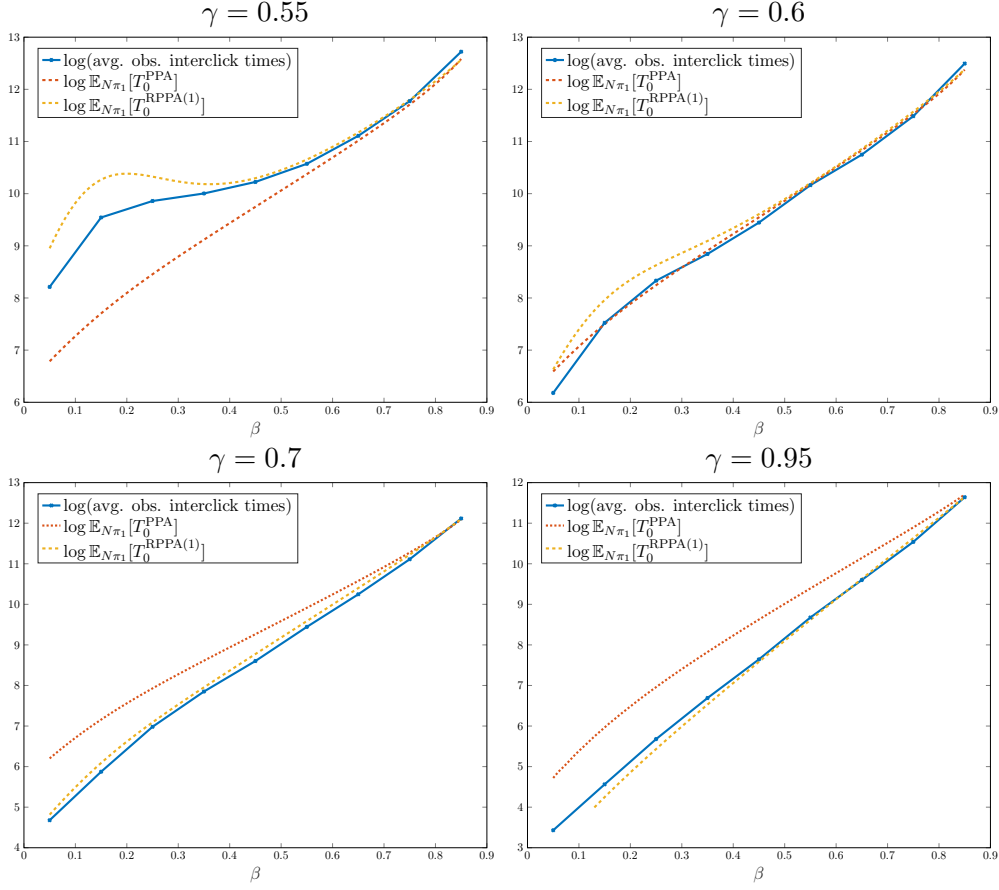 γ = 0.55
13
12
11
10
9
8
7
6
log(avg. obs. interclick times)
log 𝔼_{Nπ₁}[T₀^{PPA}]
log 𝔼_{Nπ₁}[T₀^{RPPA(1)}]
0 0.1 0.2 0.3 0.4 0.5 0.6 0.7 0.8 0.9
β
γ = 0.6
13
12
11
10
9
8
7
6
log(avg. obs. interclick times)
log 𝔼_{Nπ₁}[T₀^{PPA}]
log 𝔼_{Nπ₁}[T₀^{RPPA(1)}]
0 0.1 0.2 0.3 0.4 0.5 0.6 0.7 0.8 0.9
β
γ = 0.7
13
12
11
10
9
8
7
6
5
4
log(avg. obs. interclick times)
log 𝔼_{Nπ₁}[T₀^{PPA}]
log 𝔼_{Nπ₁}[T₀^{RPPA(1)}]
0 0.1 0.2 0.3 0.4 0.5 0.6 0.7 0.8 0.9
β
γ = 0.95
12
11
10
9
8
7
6
5
4
3
log(avg. obs. interclick times)
log 𝔼_{Nπ₁}[T₀^{PPA}]
log 𝔼_{Nπ₁}[T₀^{RPPA(1)}]
0 0.1 0.2 0.3 0.4 0.5 0.6 0.7 0.8 0.9
β